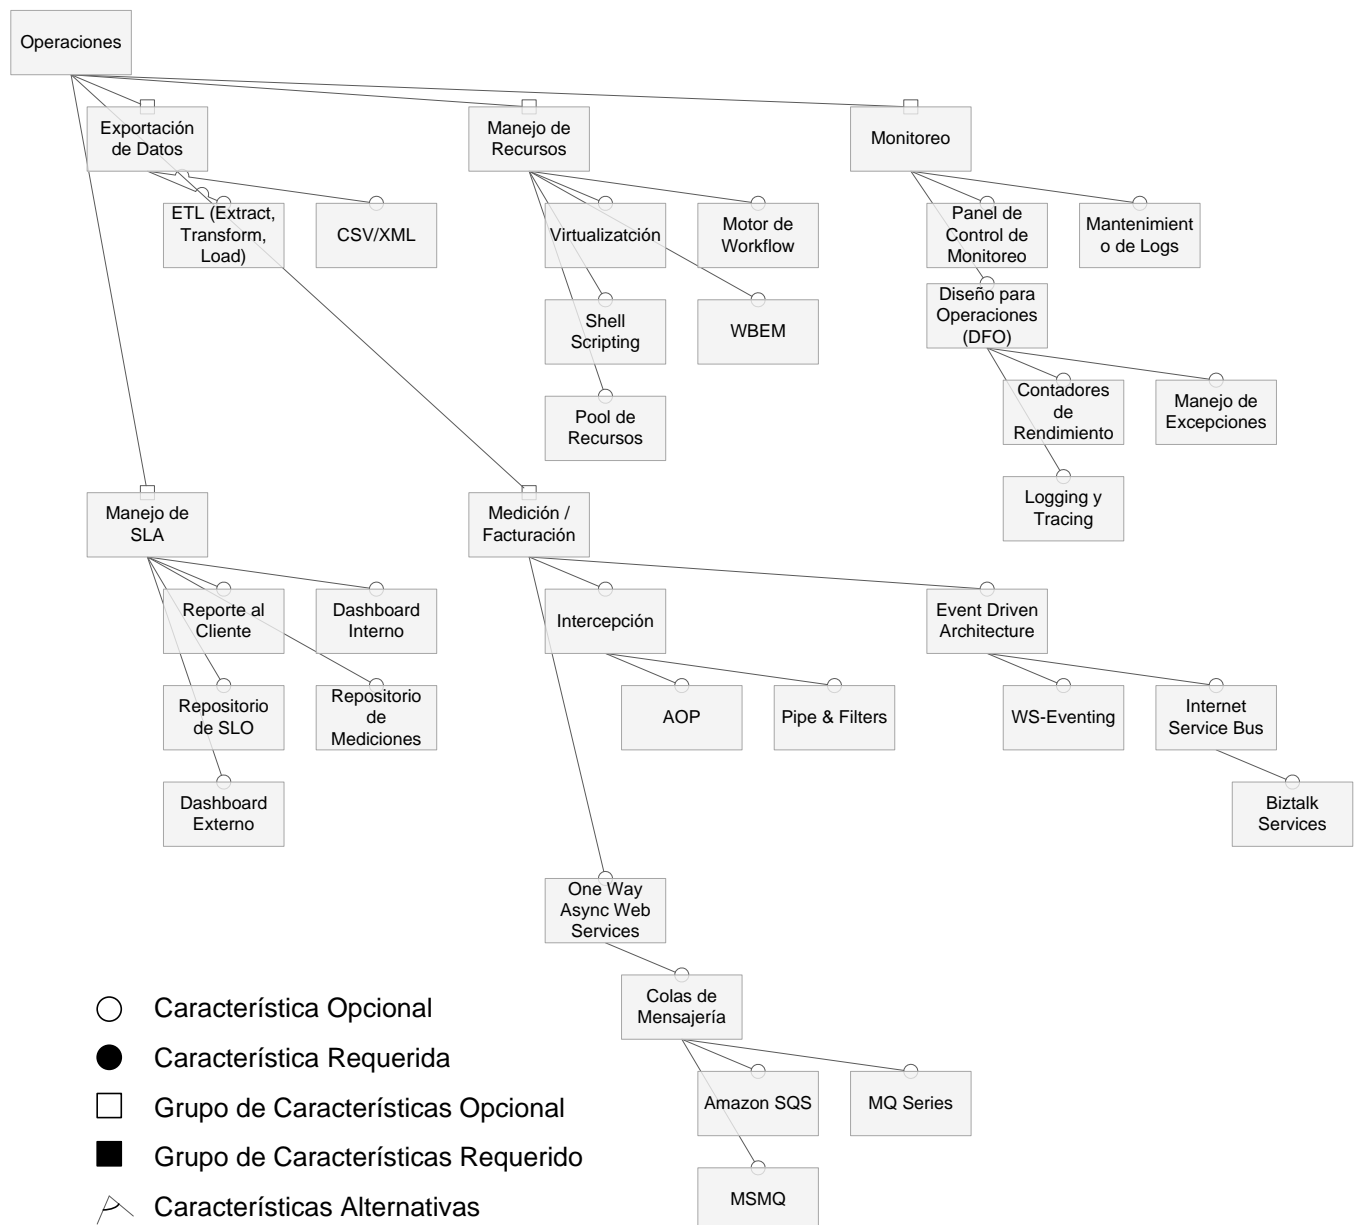 Operaciones
Exportación
de Datos
Manejo de
Recursos
Monitoreo
ETL (Extract,
Transform,
Load)
CSV/XML
Virtualizatción
Motor de
Workflow
Panel de
Control de
Monitoreo
Mantenimient
o de Logs
Shell
Scripting
WBEM
Diseño para
Operaciones
(DFO)
Pool de
Recursos
Contadores
de
Rendimiento
Manejo de
Excepciones
Logging y
Tracing
Manejo de
SLA
Medición /
Facturación
Reporte al
Cliente
Dashboard
Interno
Intercepción
Event Driven
Architecture
Repositorio
de SLO
Repositorio
de
Mediciones
AOP
Pipe & Filters
WS-Eventing
Internet
Service Bus
Dashboard
Externo
Biztalk
Services
One Way
Async Web
Services
Colas de
Mensajería
Amazon SQS
MQ Series
MSMQ
Característica Opcional
Característica Requerida
Grupo de Características Opcional
Grupo de Características Requerido
Características Alternativas